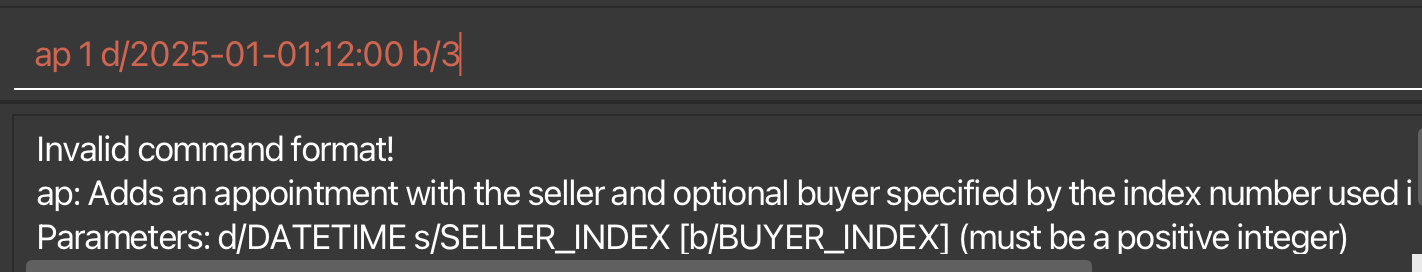 ap 1 d/2025-01-01:12:00 b/3
Invalid command format!
ap: Adds an appointment with the seller and optional buyer specified by the index number used i
Parameters: d/DATETIME s/SELLER_INDEX [b/BUYER_INDEX] (must be a positive integer)